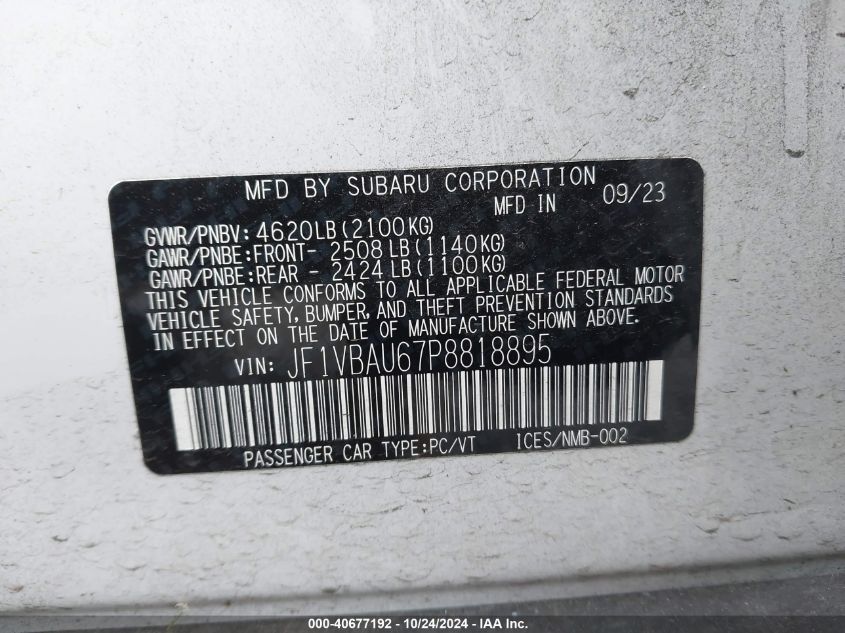 MFD BY SUBARU CORPORATION
MFD IN 09/23
GVWR/PNBV: 4620LB(2100KG)
GAWR/PNBE:FRONT- 2508 LB(1140KG)
GAWR/PNBE:REAR - 2424 LB(1100KG)
THIS VEHICLE CONFORMS TO ALL APPLICABLE FEDERAL MOTOR
VEHICLE SAFETY, BUMPER, AND THEFT PREVENTION STANDARDS
IN EFFECT ON THE DATE OF MANUFACTURE SHOWN ABOVE.
VIN: JF1VBAU67P8818895
PASSENGER CAR TYPE:PC/VT ICES/NMB-002
000-40677192 - 10/24/2024 - IAA Inc.